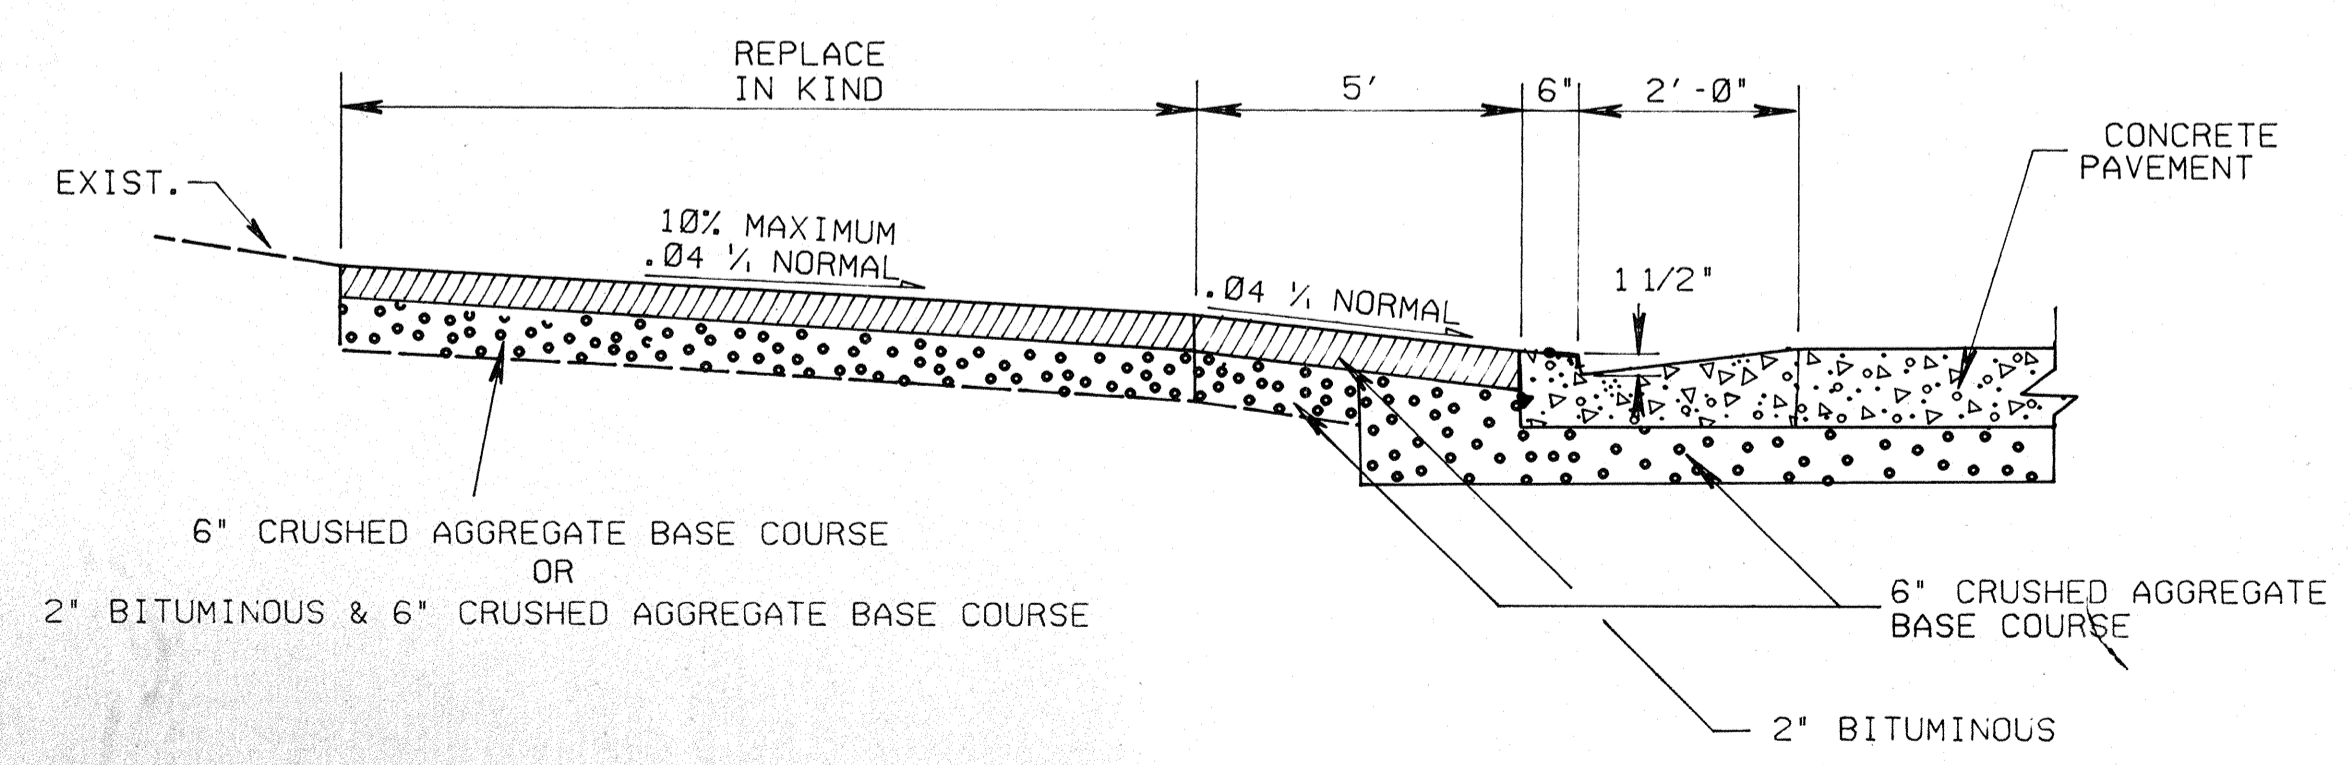 REPLACE
IN KIND
5'
6"
2'-0"
CONCRETE
PAVEMENT
EXIST.
10% MAXIMUM
.04 1/1 NORMAL
.04 1/1 NORMAL
1 1/2"
6" CRUSHED AGGREGATE BASE COURSE
OR
2" BITUMINOUS & 6" CRUSHED AGGREGATE BASE COURSE
6" CRUSHED AGGREGATE
BASE COURSE
2" BITUMINOUS